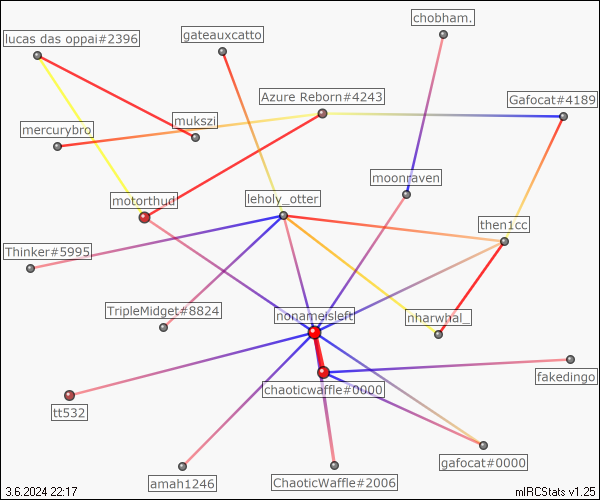 chobham.
lucas das oppai#2396
gateauxcatto
Azure Reborn#4243
Gafocat#4189
mukszi
mercurybro
moonraven
motorthud
leholy_otter
then1cc
Thinker#5995
TripleMidget#8824
nonameisleft
nharwhal_
fakedingo
chaoticwaffle#0000
tt532
gafocat#0000
amah1246
ChaoticWaffle#2006
3.6.2024 22:17
mIRCStats v1.25